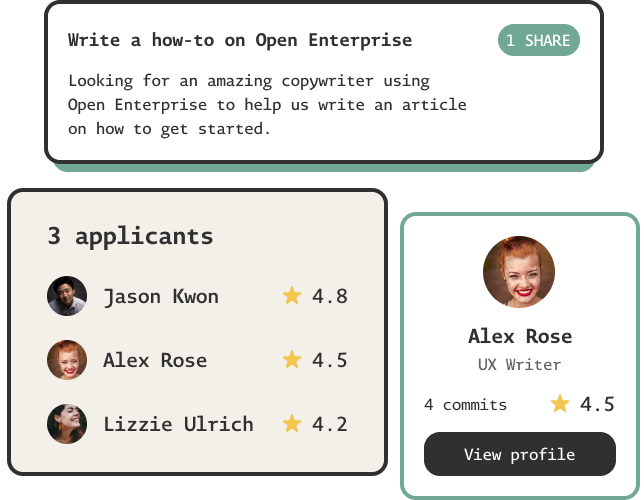 Write a how-to on Open Enterprise
1 SHARE
Looking for an amazing copywriter using
Open Enterprise to help us write an article
on how to get started.
3 applicants
Jason Kwon 4.8
Alex Rose 4.5
Lizzie Ulrich 4.2
Alex Rose
UX Writer
4 commits 4.5
View profile